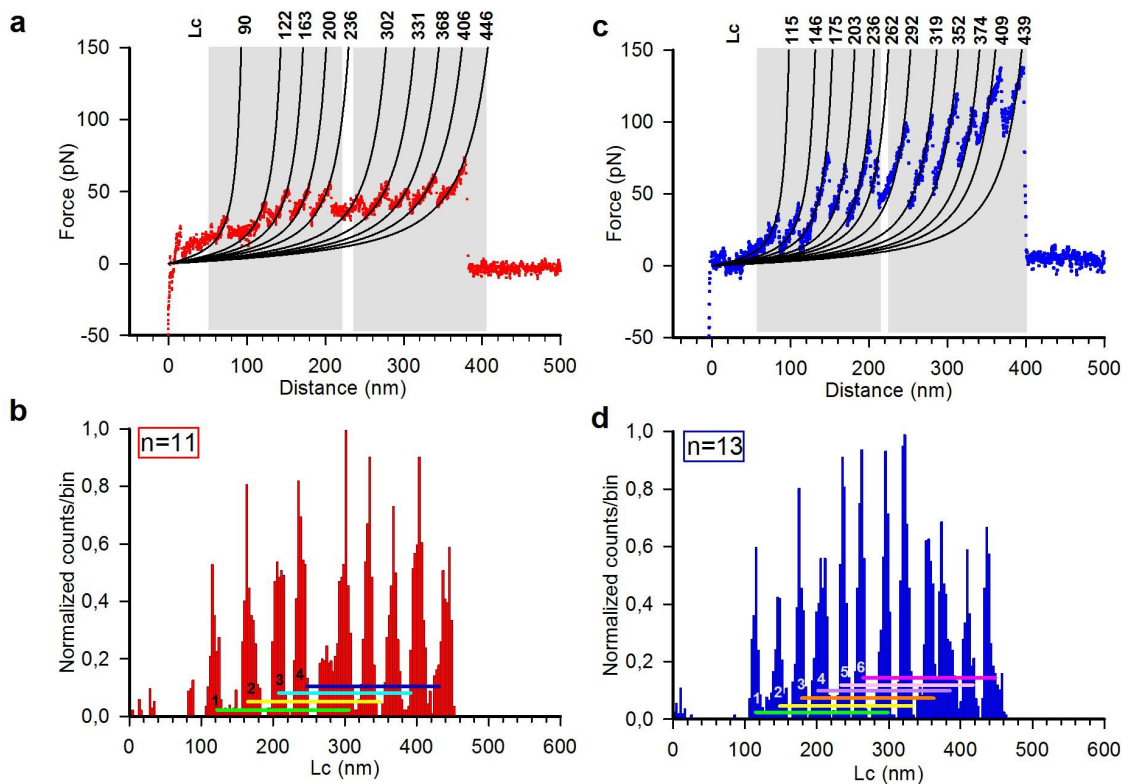 a
Lc 90 122 163 200 236 302 331 368 406 446
150
100
50
0
-50
Force (pN)
0 100 200 300 400 500
Distance (nm)
c
Lc 115 146 175 203 236 262 292 319 352 374 409 439
150
100
50
0
-50
Force (pN)
0 100 200 300 400 500
Distance (nm)
b
n=11
1,0
0,8
0,6
0,4
0,2
0,0
Normalized counts/bin
1 2 3 4
0 100 200 300 400 500 600
Lc (nm)
d
n=13
1,0
0,8
0,6
0,4
0,2
0,0
Normalized counts/bin
1 2 3 4 5 6
0 100 200 300 400 500 600
Lc (nm)